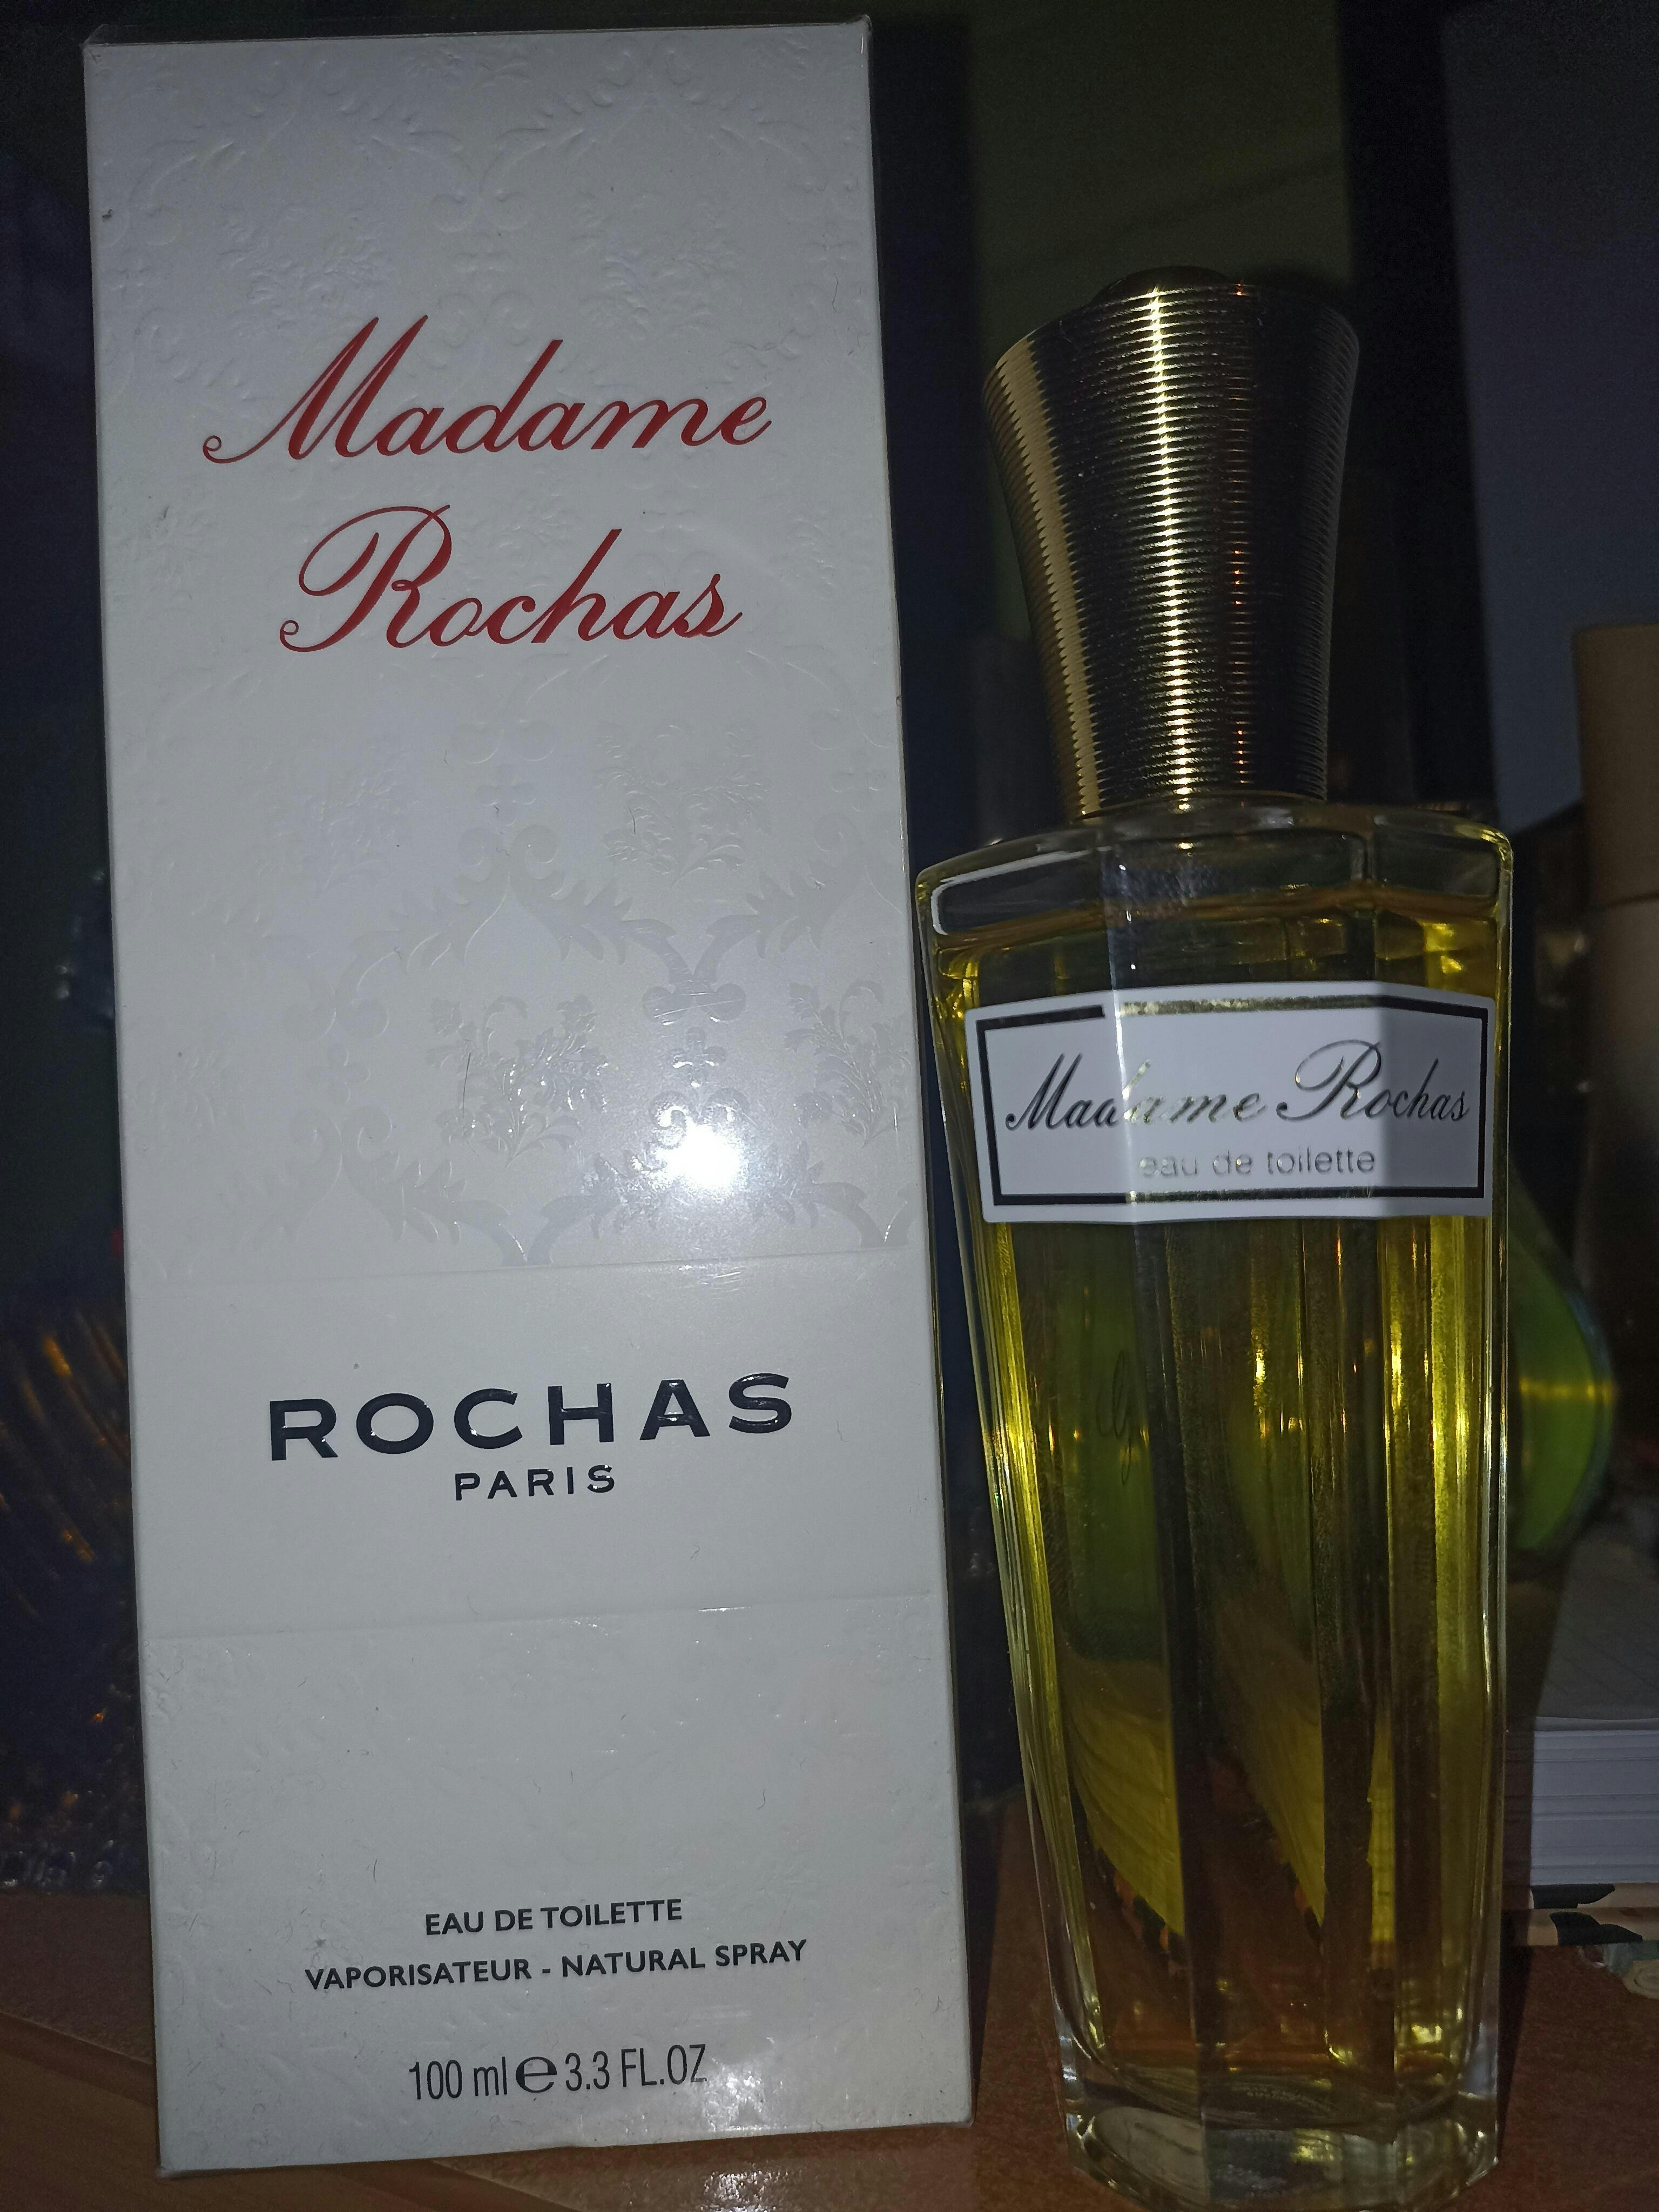 Madame
Rochas
ROCHAS
PARIS
EAU DE TOILETTE
VAPORISATEUR - NATURAL SPRAY
100 ml e 3.3 FL.OZ
Madame Rochas
eau de toilette